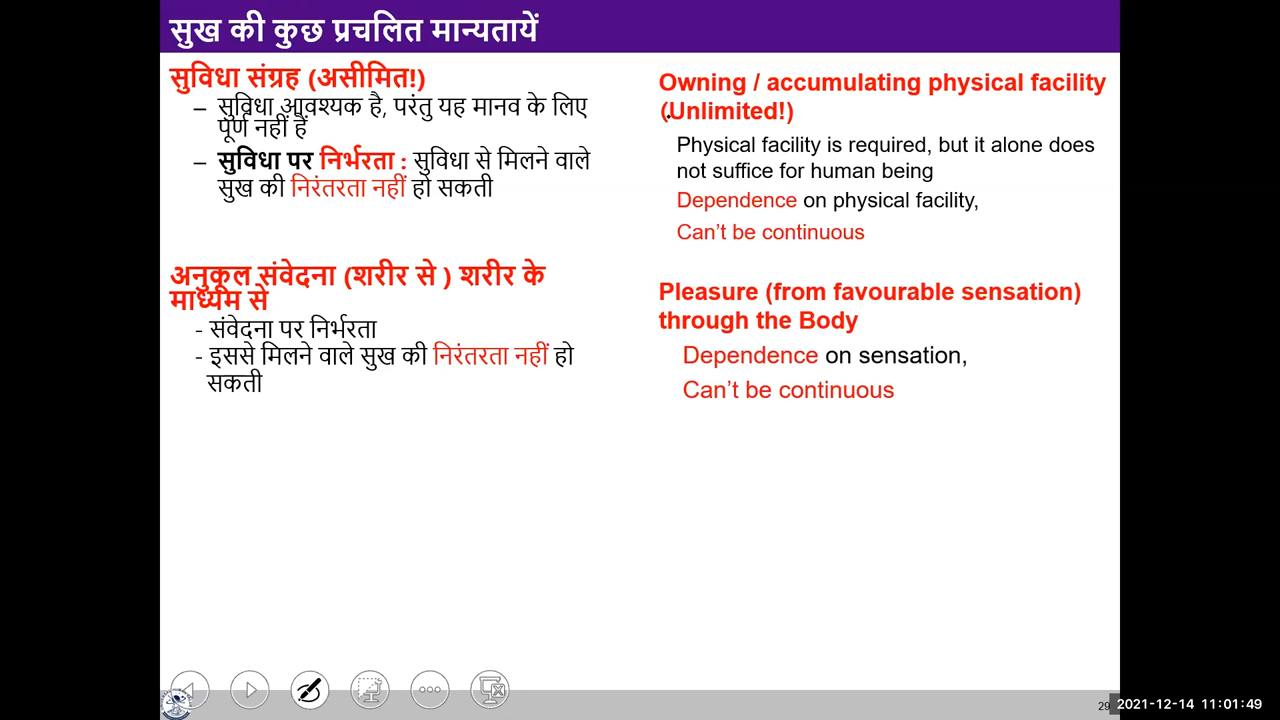 सुख की कुछ प्रचलित मान्यतायें
सुविधा संग्रह (असीमित!)
– सुविधा आवश्यक है, परंतु यह मानव के लिए
पूर्ण नहीं हैं
– सुविधा पर निर्भरता : सुविधा से मिलने वाले
सुख की निरंतरता नहीं हो सकती
अनुकूल संवेदना (शरीर से ) शरीर के
माध्यम से
- संवेदना पर निर्भरता
- इससे मिलने वाले सुख की निरंतरता नहीं हो
सकती
Owning / accumulating physical facility
(Unlimited!)
Physical facility is required, but it alone does
not suffice for human being
Dependence on physical facility,
Can’t be continuous
Pleasure (from favourable sensation)
through the Body
Dependence on sensation,
Can’t be continuous
29
2021-12-14 11:01:49